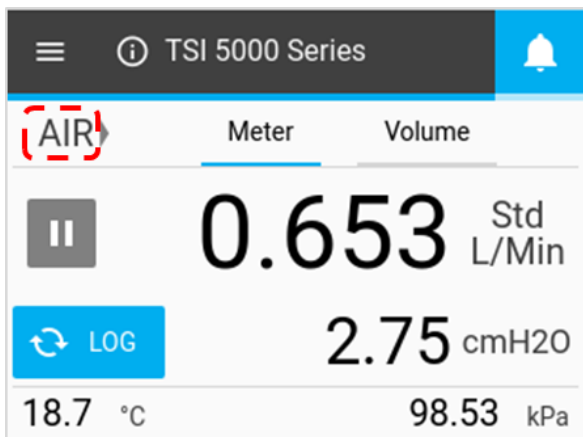 TSI 5000 Series
AIR Meter Volume
0.653 Std L/Min
LOG 2.75 cmH2O
18.7 °C 98.53 kPa